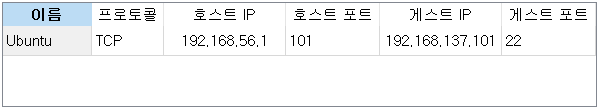 이름 프로토콜 호스트 IP 호스트 포트 게스트 IP 게스트 포트
Ubuntu TCP 192.168.56.1 101 192.168.137.101 22